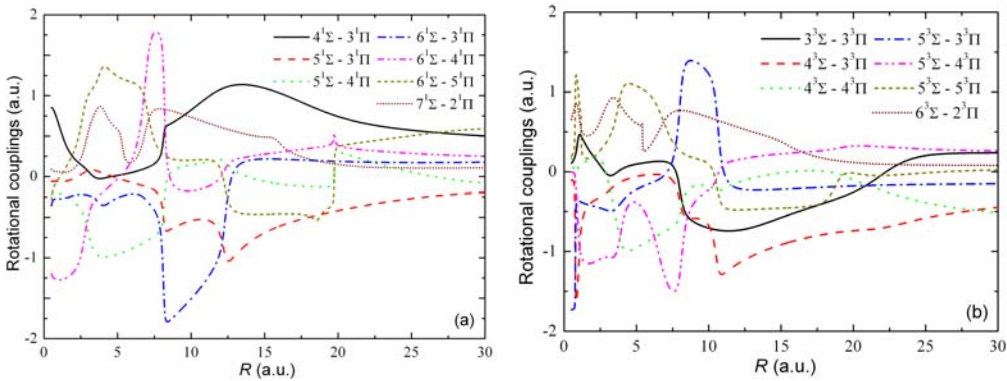 4¹Σ - 3¹Π
5¹Σ - 3¹Π
5¹Σ - 4¹Π
6¹Σ - 3¹Π
6¹Σ - 4¹Π
6¹Σ - 5¹Π
7¹Σ - 2¹Π
Rotational couplings (a.u.)
2
1
0
-1
-2
(a)
0 5 10 15 20 25 30
R (a.u.)
3³Σ - 3³Π
4³Σ - 3³Π
4³Σ - 4³Π
5³Σ - 3³Π
5³Σ - 4³Π
5³Σ - 5³Π
6³Σ - 2³Π
Rotational couplings (a.u.)
2
1
0
-1
-2
(b)
0 5 10 15 20 25 30
R (a.u.)